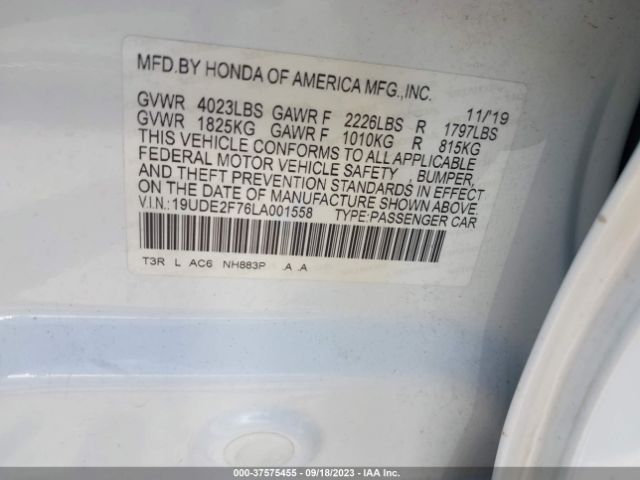 MFD.BY HONDA OF AMERICA MFG.,INC.
GVWR 4023LBS GAWR F 2226LBS R 1797LBS 11/'19
GVWR 1825KG GAWR F 1010KG R 815KG
THIS VEHICLE CONFORMS TO ALL APPLICABLE
FEDERAL MOTOR VEHICLE SAFETY , BUMPER,
AND THEFT PREVENTION STANDARDS IN EFFECT
ON THE DATE OF MANUFACTURE SHOWN ABOVE.
V.I.N.: 19UDE2F76LA001558 TYPE:PASSENGER CAR
T3R L AC6 NH883P .A .A
000-37575455 - 09/18/2023 - IAA Inc.